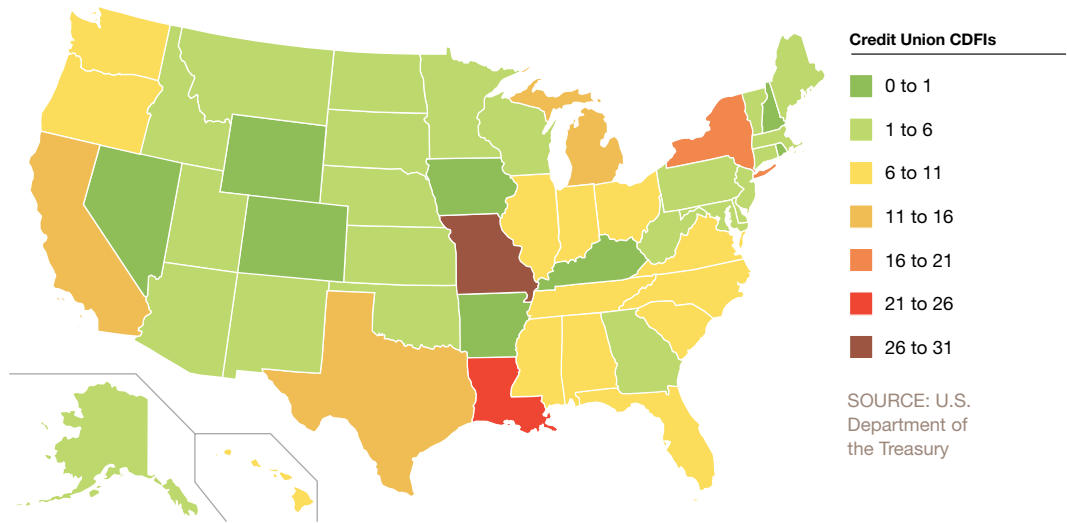 Credit Union CDFIs
0 to 1
1 to 6
6 to 11
11 to 16
16 to 21
21 to 26
26 to 31
SOURCE: U.S.
Department of
the Treasury